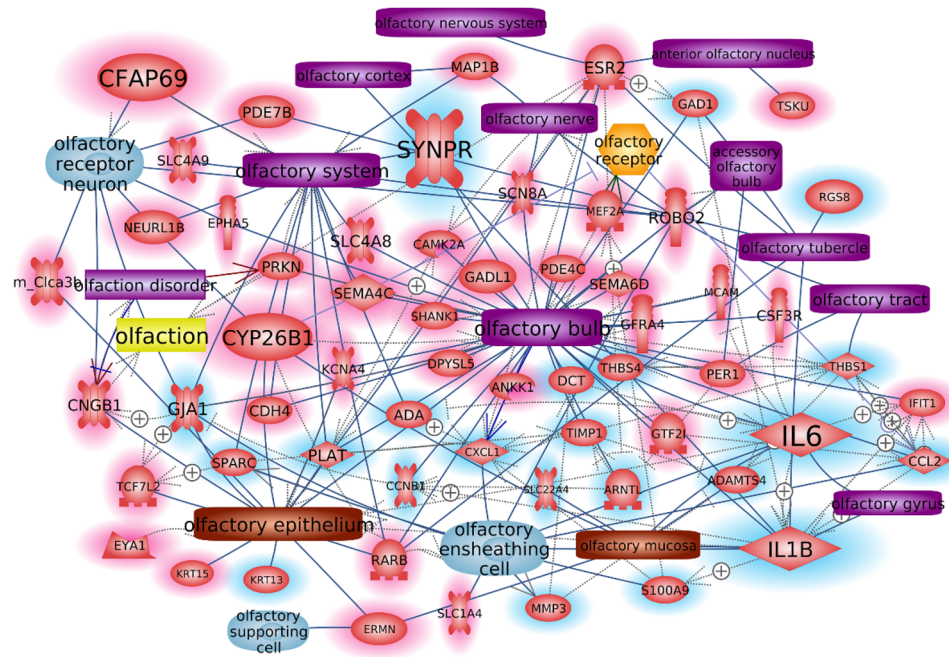 olfactory nervous system
anterior olfactory nucleus
CFAP69
olfactory cortex
MAP1B
ESR2
GAD1
TSKU
PDE7B
olfactory nerve
olfactory
receptor
neuron
SLC4A9
SYNPR
olfactory
receptor
accessory
olfactory
bulb
olfactory system
SCN8A
RGS8
NEURL1B
EPHA5
MEF2A
ROBO2
SLC4A8
CAMK2A
olfactory tubercle
m_Clca3b
olfaction disorder
PRKN
SEMA4C
GADL1
PDE4C
SEMA6D
MCAM
olfactory tract
olfaction
CYP26B1
SHANK1
olfactory bulb
GFRA4
CSF3R
DPYSL5
KCNA4
ANKK1
DCT
THBS4
PER1
THBS1
CNGB1
GJA1
CDH4
ADA
IFIT1
TIMP1
GTF2I
IL6
SPARC
PLAT
CXCL1
CCL2
TCF7L2
CCNB1
SLC22A4
ARNTL
ADAMTS4
olfactory gyrus
olfactory epithelium
EYA1
olfactory
ensheathing
cell
olfactory mucosa
IL1B
KRT15
KRT13
RARB
S100A9
MMP3
SLC1A4
olfactory
supporting
cell
ERMN